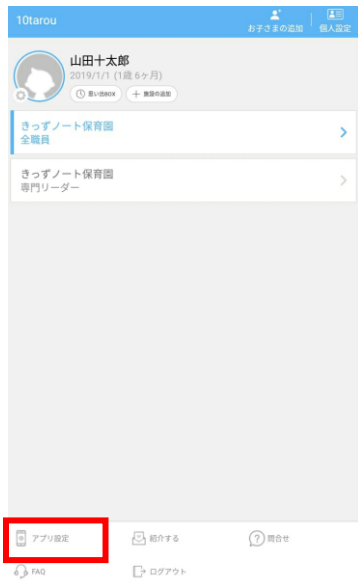 10tarou
お子さまの追加
個人設定
山田十太郎
2019/1/1 (1歳 6ヶ月)
思い出BOX
施設の追加
きっずノート保育園
全職員
きっずノート保育園
専門リーダー
アプリ設定
紹介する
問合せ
FAQ
ログアウト